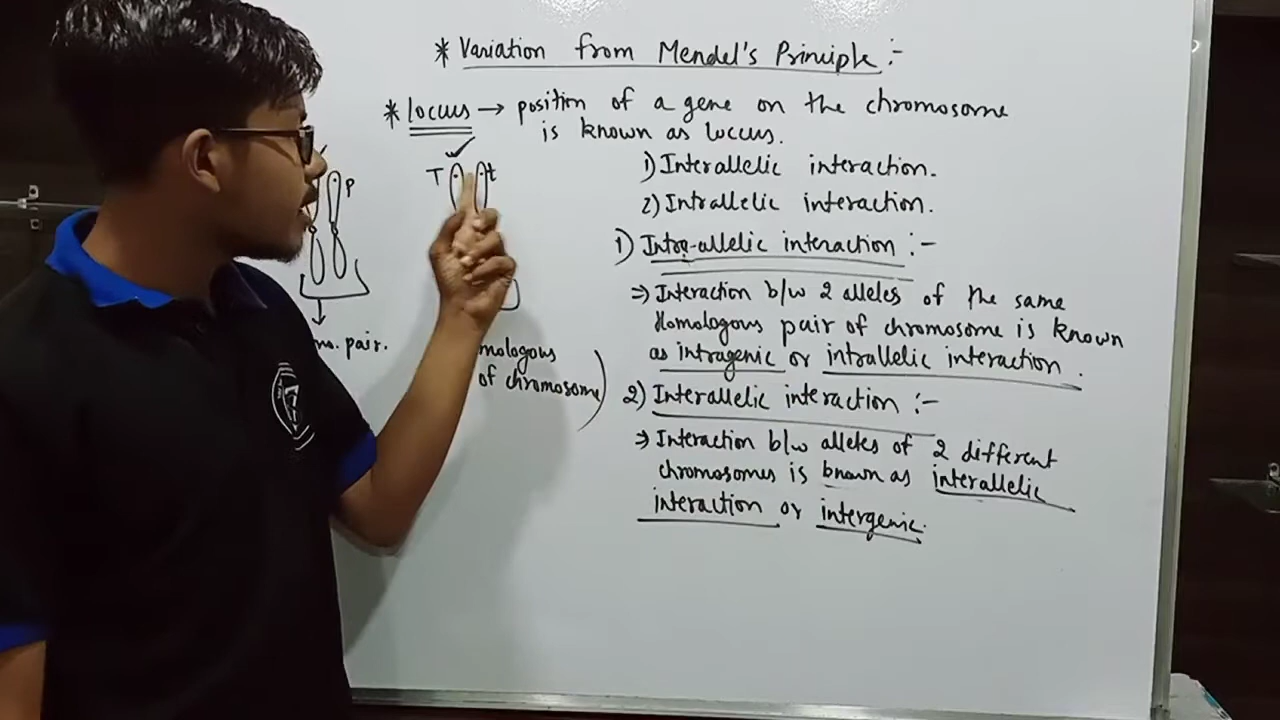 * Variation from Mendel's Principle :-
* locus → position of a gene on the chromosome
is known as locus.
T t
P
1) Interallelic interaction.
2) Intrallelic interaction.
1) Intra-allelic interaction :-
⇒ Interaction b/w 2 alleles of the same
Homologous pair of chromosome is known
as intragenic or intrallelic interaction.
pair.
mologous
of chromosome)
2) Interallelic interaction :-
⇒ Interaction b/w alleles of 2 different
chromosomes is known as interallelic
interaction or intergenic.